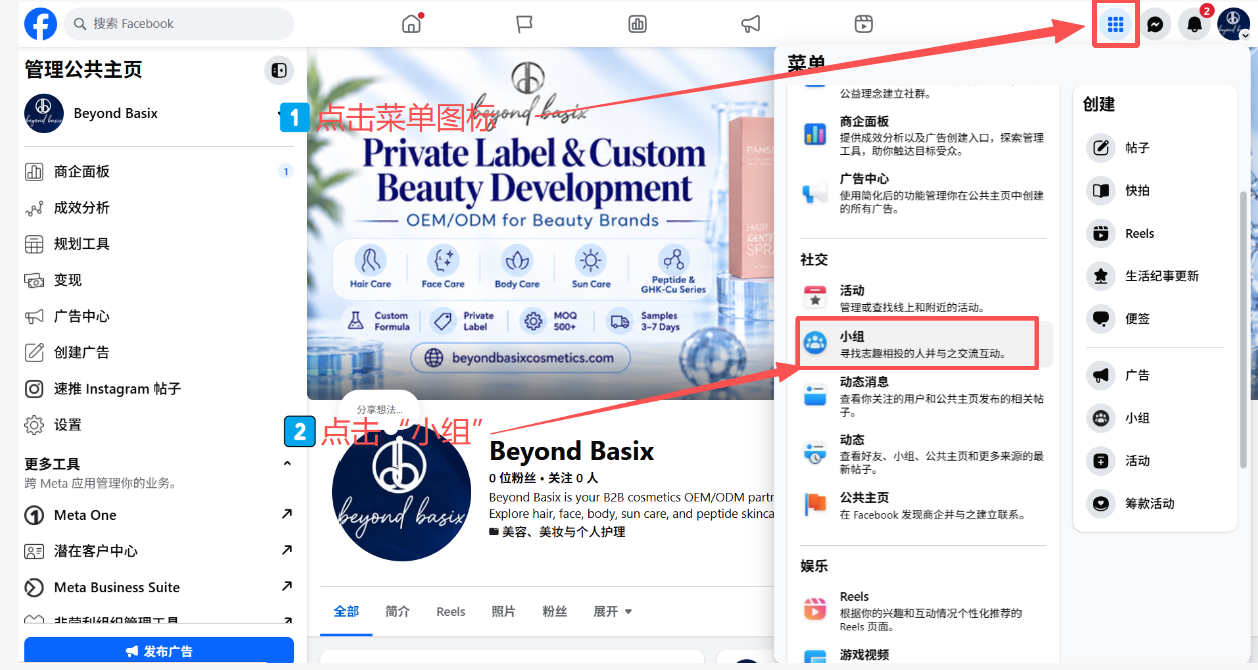 搜索 Facebook
2
管理公共主页
Beyond Basix
商企面板
1
成效分析
规划工具
变现
广告中心
创建广告
速推 Instagram 帖子
设置
更多工具
跨 Meta 应用管理你的业务。
Meta One
潜在客户中心
Meta Business Suite
非营利组织管理工具
发布广告
1 点击菜单图标
beyond basix
Private Label & Custom
Beauty Development
OEM/ODM for Beauty Brands
Hair Care
Face Care
Body Care
Sun Care
Peptide &
GHK-Cu Series
Custom
Formula
Private
Label
MOQ
500+
Samples
3–7 Days
beyondbasixcosmetics.com
HAIR
SPRA
分享想法...
2 点击 “小组”
beyond basix
Beyond Basix
0 位粉丝 • 关注 0 人
Beyond Basix is your B2B cosmetics OEM/ODM partn
Explore hair, face, body, sun care, and peptide skinca
美容、美妆与个人护理
全部
简介
Reels
照片
粉丝
展开
菜单
公益理念建立社群。
商企面板
提供成效分析以及广告创建入口，探索管理
工具，助你触达目标受众。
广告中心
使用简化后的功能管理你在公共主页中创建
的所有广告。
社交
活动
管理或查找线上和附近的活动。
小组
寻找志趣相投的人并与之交流互动。
动态消息
查看你关注的用户和公共主页发布的相关帖
子。
动态
查看好友、小组、公共主页和更多来源的最
新帖子。
公共主页
在 Facebook 发现商企并与之建立联系。
娱乐
Reels
根据你的兴趣和互动情况个性化推荐的
Reels 页面。
游戏视频
创建
帖子
快拍
Reels
生活纪事更新
便签
广告
小组
活动
筹款活动